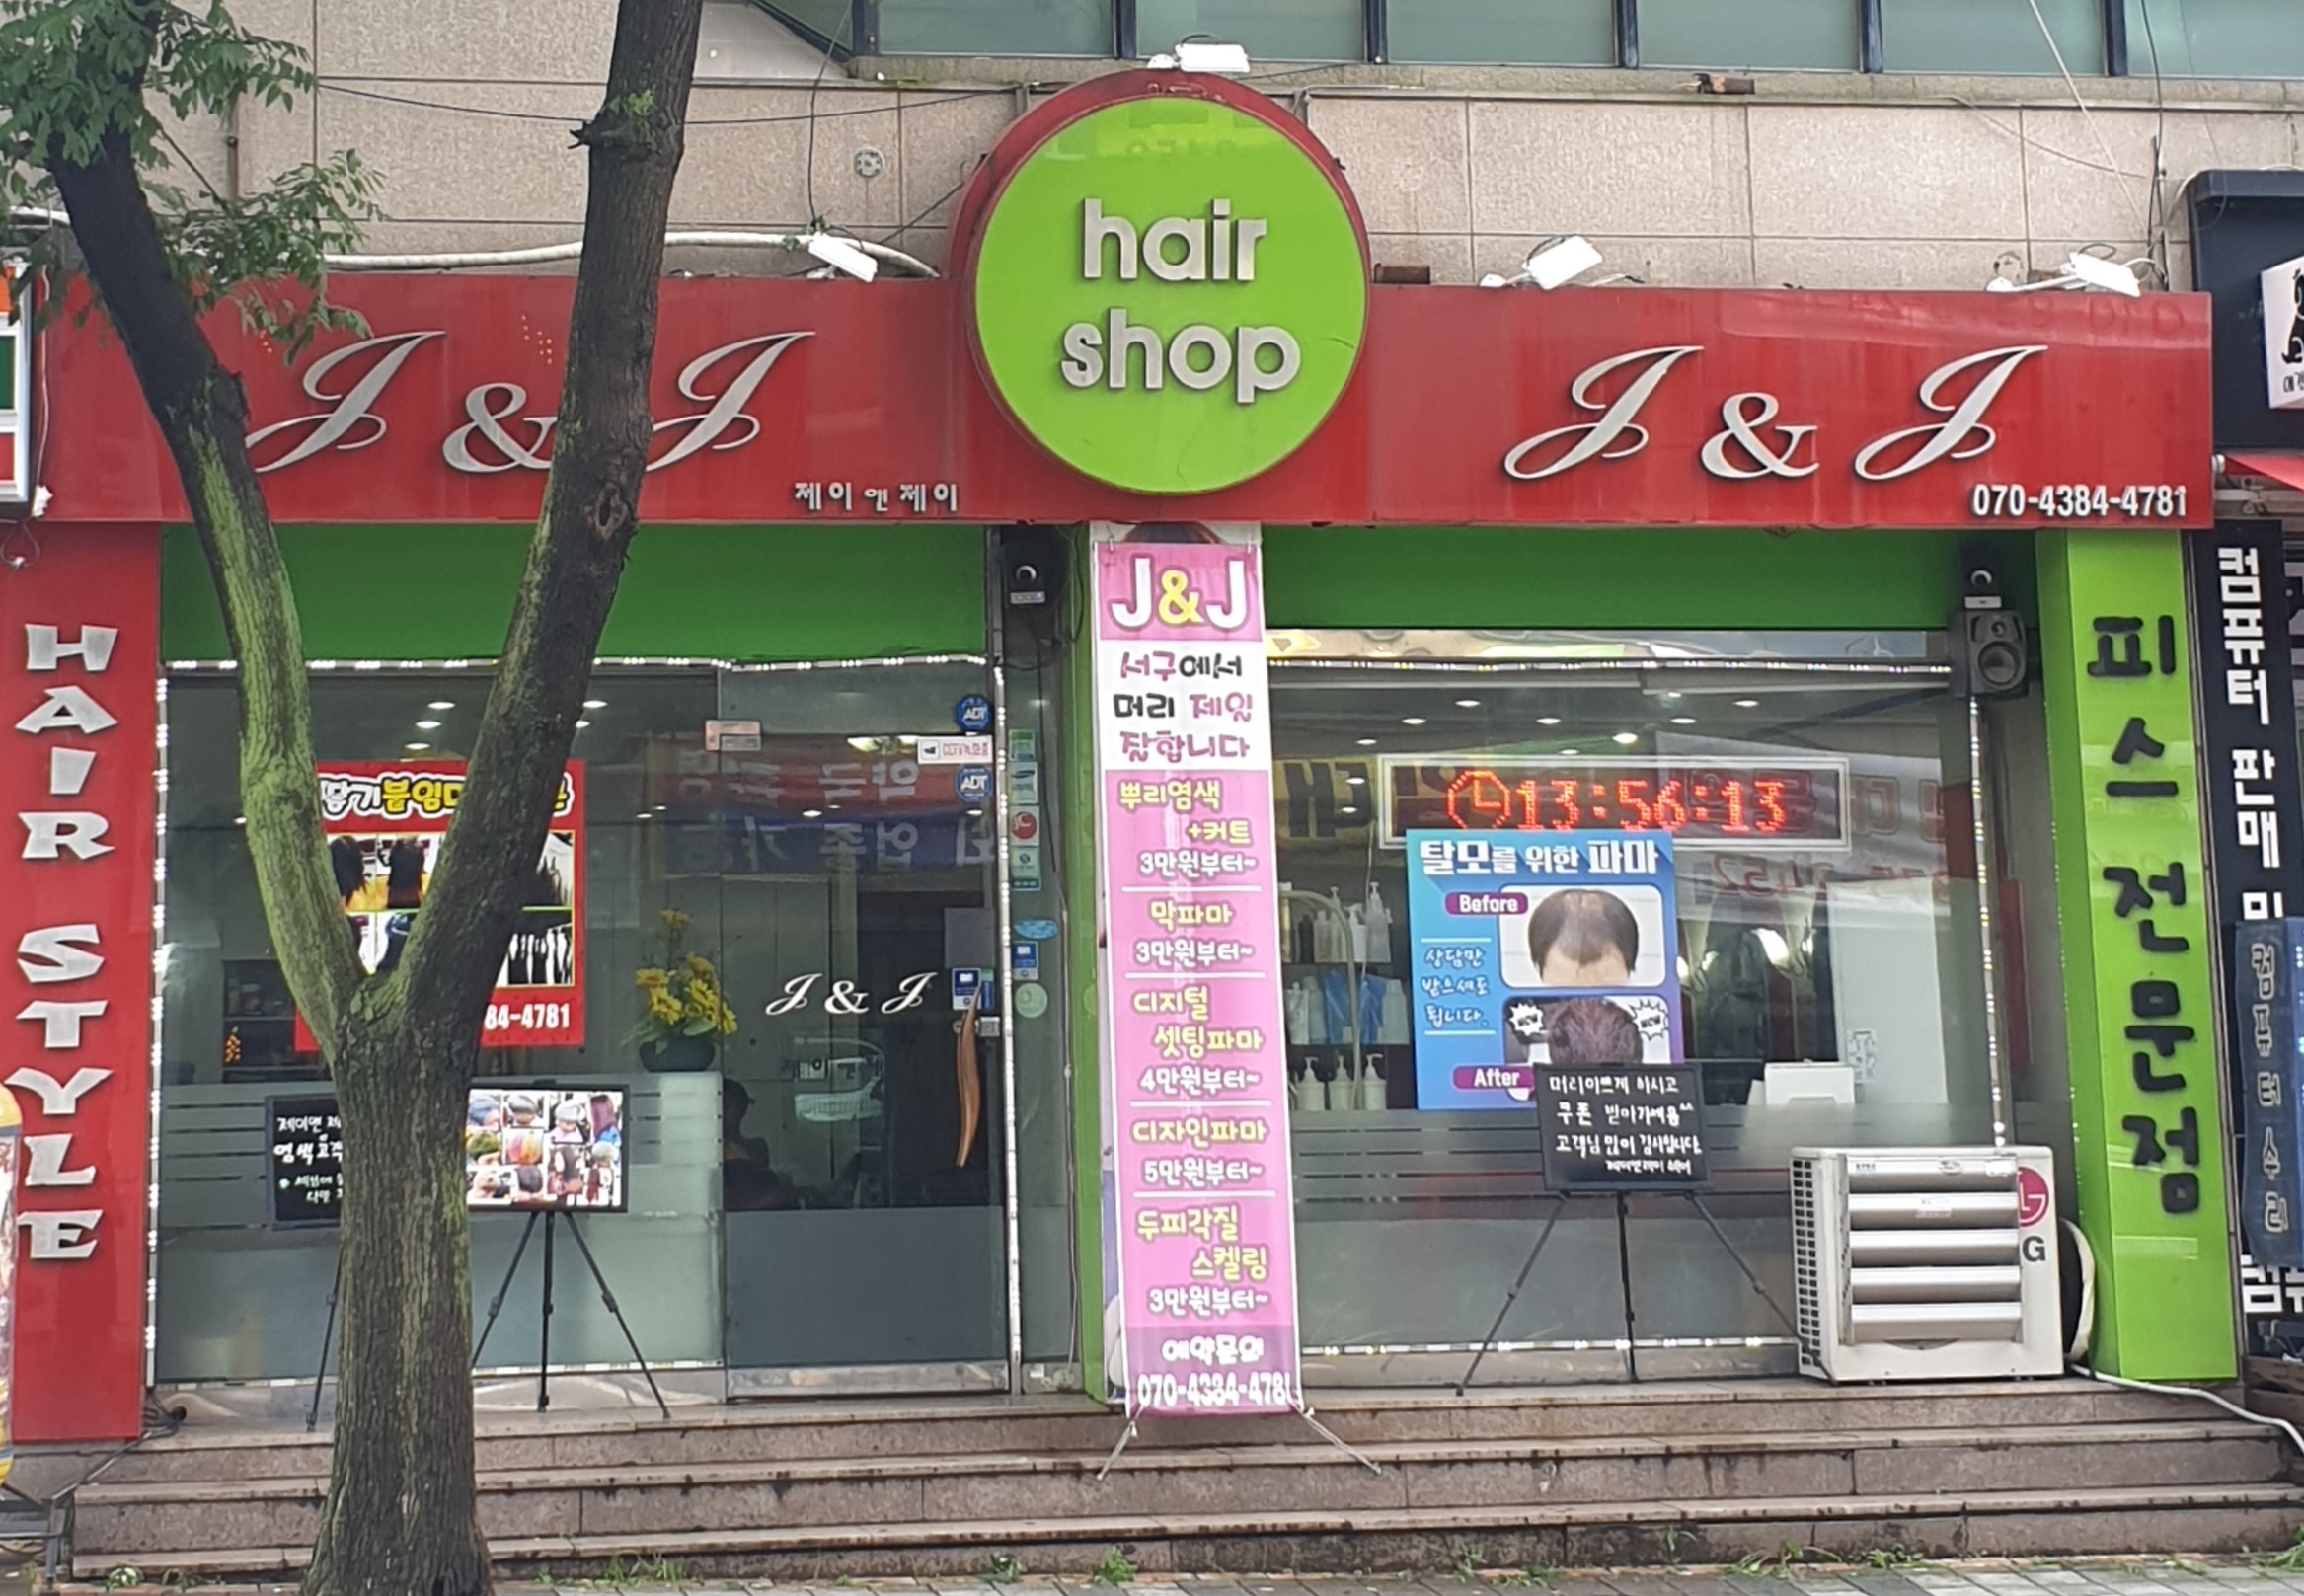 hair
shop
J & J
제이 앤 제이
J & J
070-4384-4781
HAIR STYLE
84-4781
ADT
ADT
J & J
J&J
서구에서
머리 제일
잘합니다
뿌리염색
+커트
3만원부터~
막파마
3만원부터~
디지털
셋팅파마
4만원부터~
디자인파마
5만원부터~
두피각질
스켈링
3만원부터~
예약문의
070-4384-4781
13:56:13
탈모를 위한 파마
Before
상담만
받으셔도
됩니다.
After
머리이쁘게 하시고
쿠폰 받아가세용^^
고객님 많이 감사합니다
피스 전문점
컴퓨터 판매 및
컴퓨터 수리